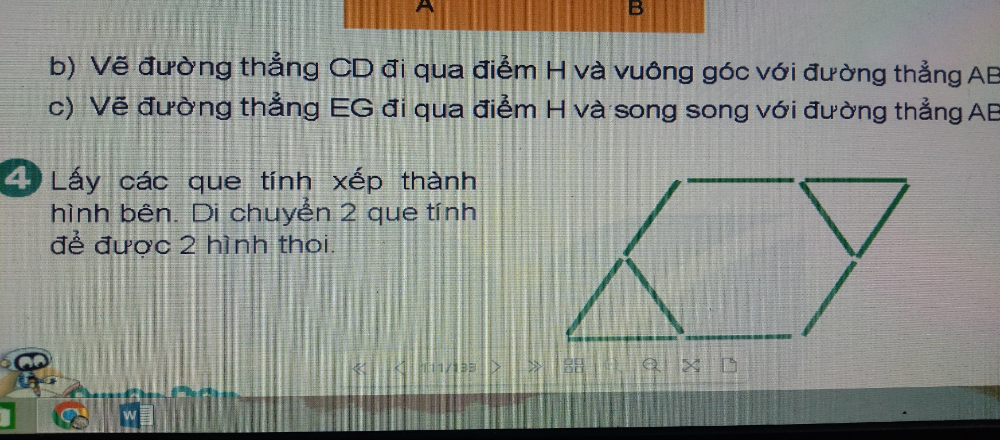 A B
b) Vẽ đường thẳng CD đi qua điểm H và vuông góc với đường thẳng AB
c) Vẽ đường thẳng EG đi qua điểm H và song song với đường thẳng AB
4 Lấy các que tính xếp thành
hình bên. Di chuyển 2 que tính
để được 2 hình thoi.
111/133
W